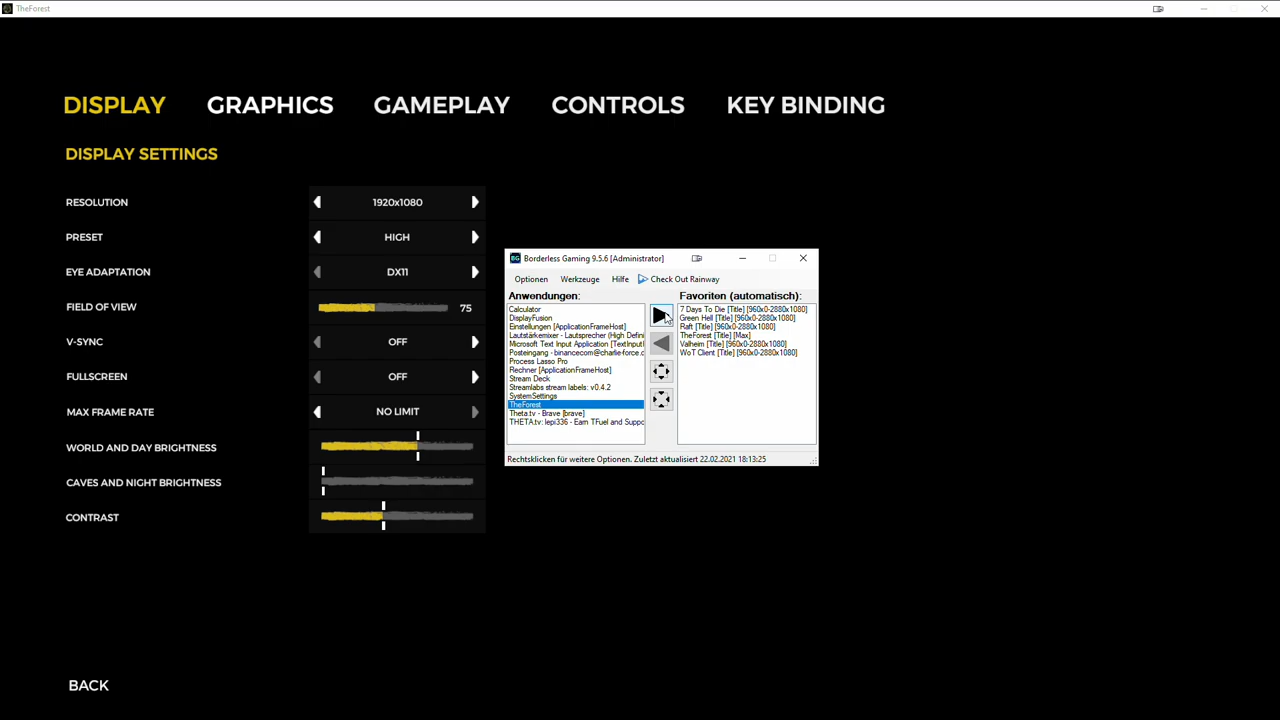 TheForest
DISPLAY GRAPHICS GAMEPLAY CONTROLS KEY BINDING
DISPLAY SETTINGS
RESOLUTION 1920x1080
PRESET HIGH
EYE ADAPTATION DX11
FIELD OF VIEW 75
V-SYNC OFF
FULLSCREEN OFF
MAX FRAME RATE NO LIMIT
WORLD AND DAY BRIGHTNESS
CAVES AND NIGHT BRIGHTNESS
CONTRAST
BACK
BG Borderless Gaming 9.5.6 [Administrator]
Optionen Werkzeuge Hilfe Check Out Rainway
Anwendungen:
Calculator
DisplayFusion
Einstellungen [ApplicationFrameHost]
Lautstärkemixer - Lautsprecher (High Defini
Microsoft Text Input Application [TextInputl
Posteingang - binancecom@charlie-force.c
Process Lasso Pro
Rechner [ApplicationFrameHost]
Stream Deck
Streamlabs stream labels: v0.4.2
SystemSettings
TheForest
Theta.tv - Brave [brave]
THETA.tv: lepi336 - Earn TFuel and Suppo
Favoriten (automatisch):
7 Days To Die [Title] [960x0-2880x1080]
Green Hell [Title] [960x0-2880x1080]
Raft [Title] [960x0-2880x1080]
TheForest [Title] [Max]
Valheim [Title] [960x0-2880x1080]
WoT Client [Title] [960x0-2880x1080]
Rechtsklicken für weitere Optionen. Zuletzt aktualisiert 22.02.2021 18:13:25